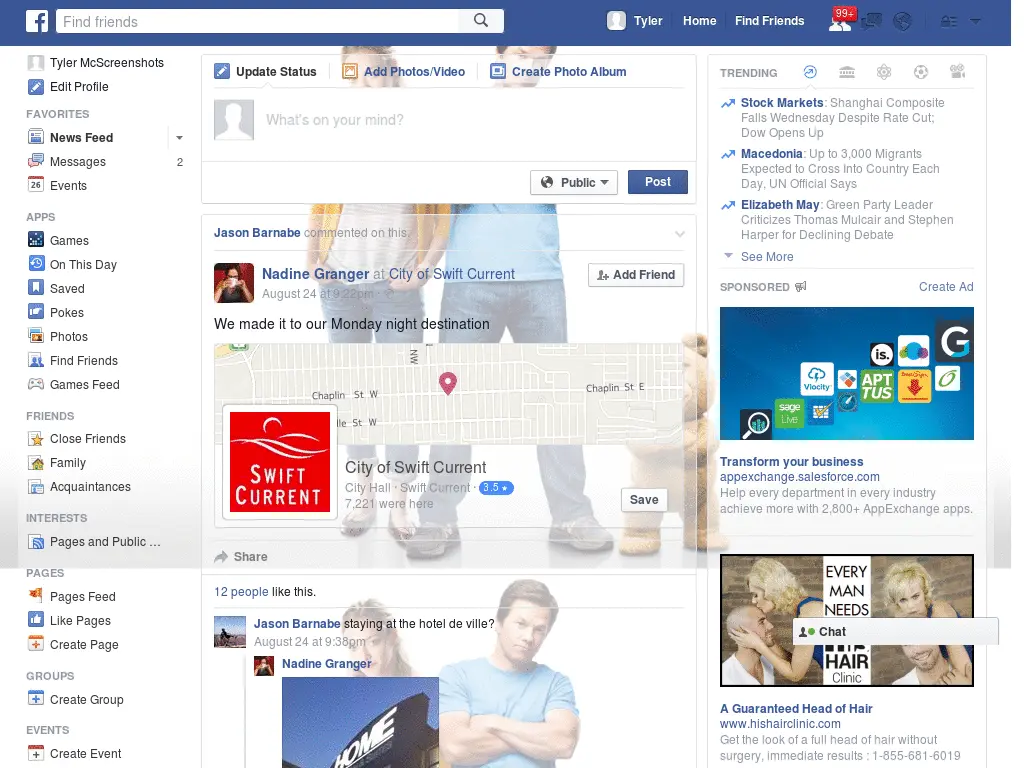 Find friends
Tyler
Home
Find Friends
99+
Tyler McScreenshots
Edit Profile
FAVORITES
News Feed
Messages
2
26
Events
APPS
Games
On This Day
Saved
Pokes
Photos
Find Friends
Games Feed
FRIENDS
Close Friends
Family
Acquaintances
INTERESTS
Pages and Public ...
PAGES
Pages Feed
Like Pages
Create Page
GROUPS
Create Group
EVENTS
Create Event
Update Status
Add Photos/Video
Create Photo Album
What's on your mind?
Public
Post
Jason Barnabe commented on this.
Nadine Granger at City of Swift Current
August 24 at 9:22pm
Add Friend
We made it to our Monday night destination
NW
Chaplin St W
Chaplin St E
le St W
SWIFT
CURRENT
City of Swift Current
City Hall · Swift Current · 3.5 ★
7,221 were here
Save
Share
12 people like this.
Jason Barnabe staying at the hotel de ville?
August 24 at 9:38pm
Nadine Granger
HOME
TRENDING
Stock Markets: Shanghai Composite
Falls Wednesday Despite Rate Cut;
Dow Opens Up
Macedonia: Up to 3,000 Migrants
Expected to Cross Into Country Each
Day, UN Official Says
Elizabeth May: Green Party Leader
Criticizes Thomas Mulcair and Stephen
Harper for Declining Debate
See More
SPONSORED
Create Ad
G
is.
Vlocity
APT
TUS
sage
Live
Transform your business
appexchange.salesforce.com
Help every department in every industry
achieve more with 2,800+ AppExchange apps.
EVERY
MAN
NEEDS
HIS
HAIR
Clinic
Chat
A Guaranteed Head of Hair
www.hishairclinic.com
Get the look of a full head of hair without
surgery, immediate results : 1-855-681-6019